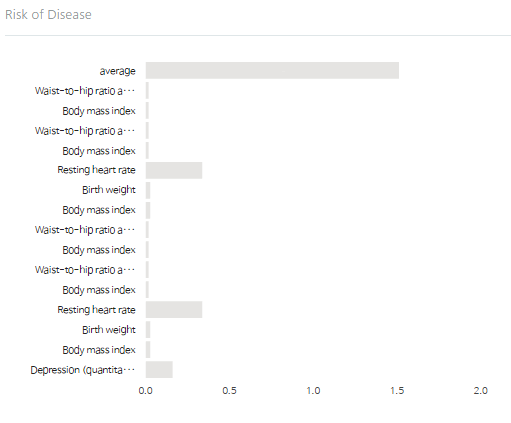 Risk of Disease
average
Waist-to-hip ratio a···
Body mass index
Waist-to-hip ratio a···
Body mass index
Resting heart rate
Birth weight
Body mass index
Waist-to-hip ratio a···
Body mass index
Waist-to-hip ratio a···
Body mass index
Resting heart rate
Birth weight
Body mass index
Depression (quantita···
0.0 0.5 1.0 1.5 2.0